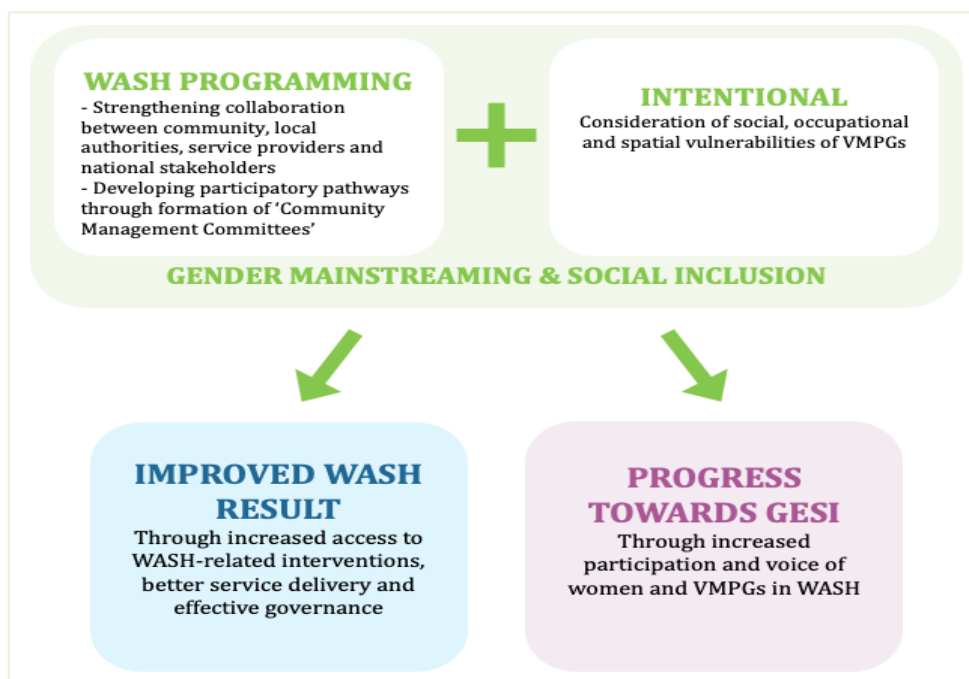 WASH PROGRAMMING
- Strengthening collaboration
between community, local
authorities, service providers and
national stakeholders
- Developing participatory pathways
through formation of ‘Community
Management Committees’
INTENTIONAL
Consideration of social, occupational
and spatial vulnerabilities of VMPGs
GENDER MAINSTREAMING & SOCIAL INCLUSION
IMPROVED WASH
RESULT
Through increased access to
WASH-related interventions,
better service delivery and
effective governance
PROGRESS
TOWARDS GESI
Through increased
participation and voice of
women and VMPGs in WASH